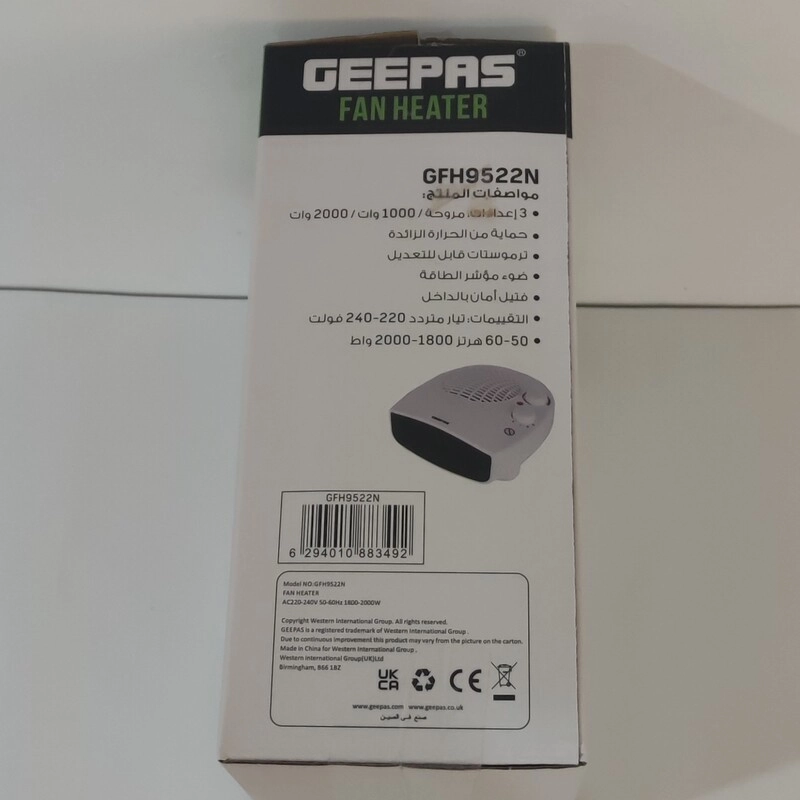 GEEPAS®
FAN HEATER
GFH9522N
مواصفات المنتج:
• 3 إعدادات، مروحة / 1000 وات / 2000 وات
• حماية من الحرارة الزائدة
• ترموستات قابل للتعديل
• ضوء مؤشر الطاقة
• فتيل أمان بالداخل
• التقييمات، تيار متردد 220-240 فولت
• 50-60 هرتز 1800-2000 واط
GFH9522N
6 294010 883492
Model NO:GFH9522N
FAN HEATER
AC220-240V 50-60Hz 1800-2000W
Copyright Western International Group. All rights reserved.
GEEPAS is a registered trademark of Western International Group.
Due to continuous improvement this product may vary from the picture on the carton.
Made in China for Western International Group.
Western International Group(UK)Ltd
Birmingham, B66 1BZ
UK
CA
CE
www.geepas.com www.geepas.co.uk
صنع في الصين